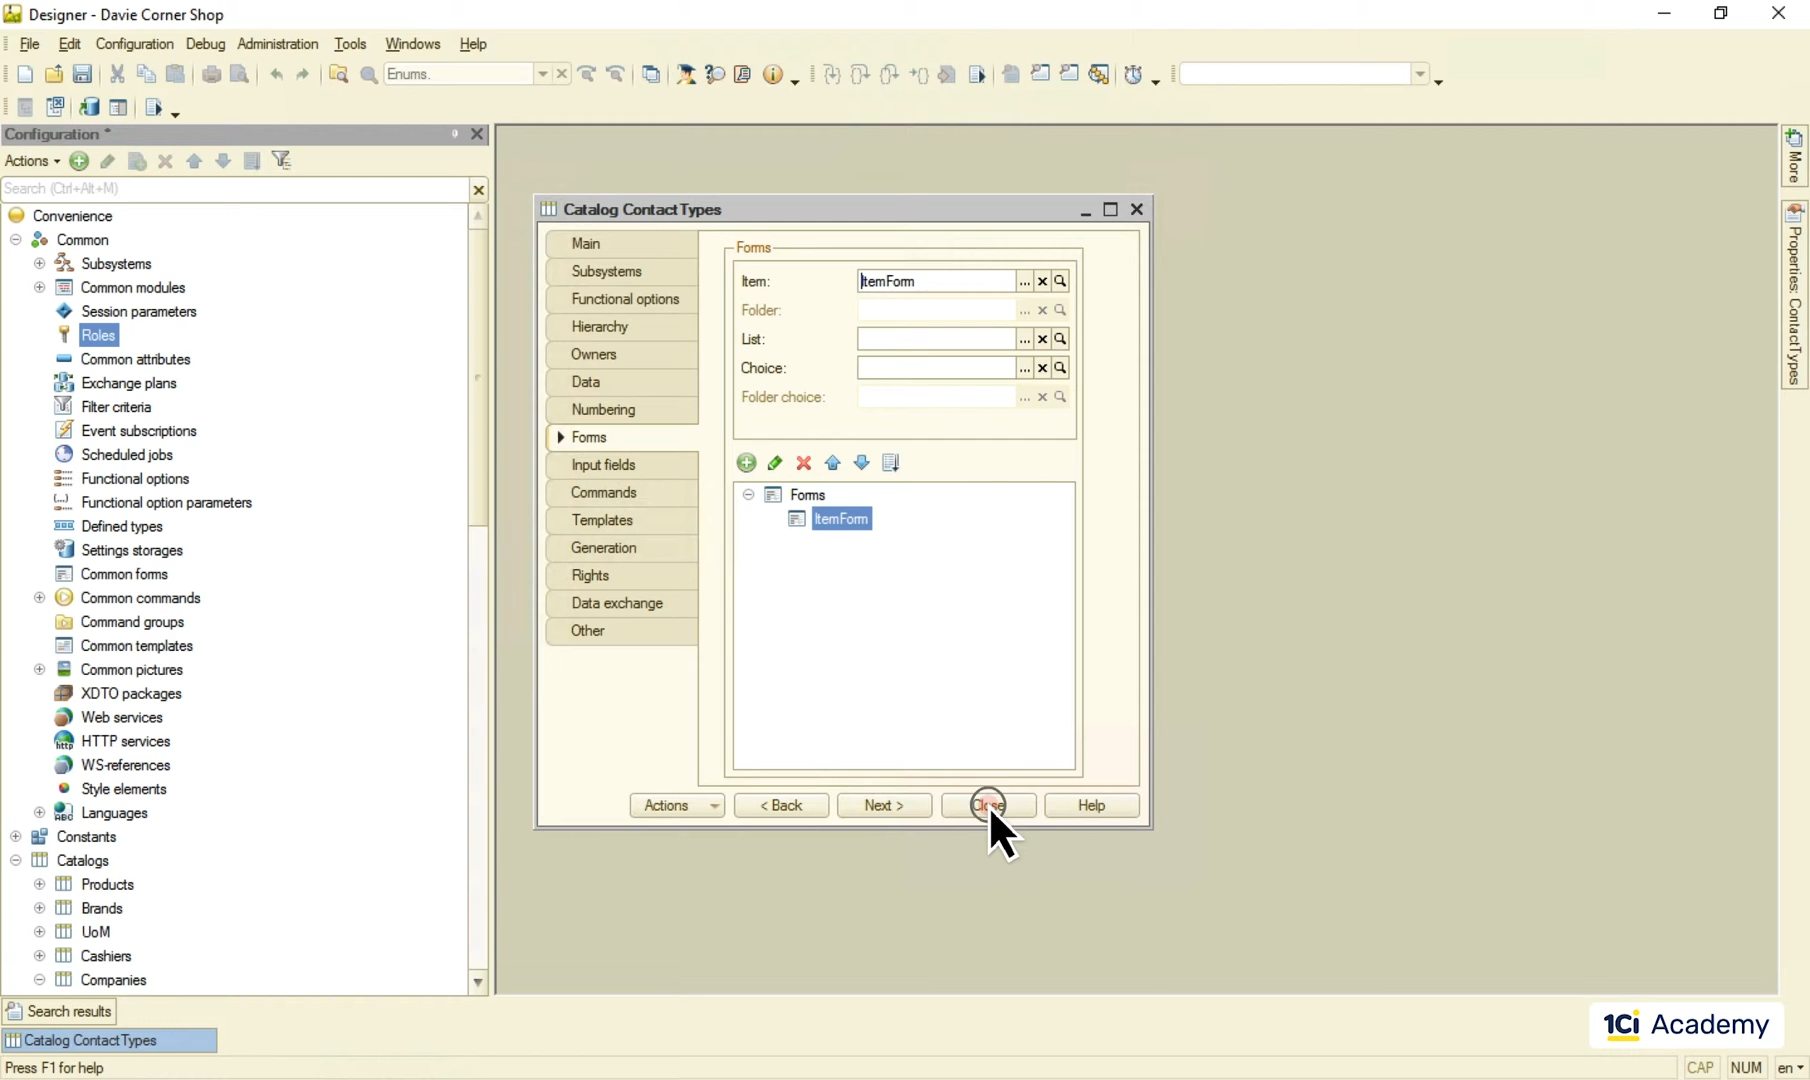 Designer - Davie Corner Shop
File Edit Configuration Debug Administration Tools Windows Help
Enums.
Configuration *
Actions
Search (Ctrl+Alt+M)
Convenience
Common
Subsystems
Common modules
Session parameters
Roles
Common attributes
Exchange plans
Filter criteria
Event subscriptions
Scheduled jobs
Functional options
Functional option parameters
Defined types
Settings storages
Common forms
Common commands
Command groups
Common templates
Common pictures
XDTO packages
Web services
HTTP services
WS-references
Style elements
Languages
Constants
Catalogs
Products
Brands
UoM
Cashiers
Companies
Catalog ContactTypes
Main
Subsystems
Functional options
Hierarchy
Owners
Data
Numbering
Forms
Input fields
Commands
Templates
Generation
Rights
Data exchange
Other
Forms
Item: ItemForm
Folder:
List:
Choice:
Folder choice:
Forms
ItemForm
Actions < Back Next > Close Help
More
Properties: ContactTypes
Search results
Catalog ContactTypes
1Ci Academy
Press F1 for help
CAP NUM en